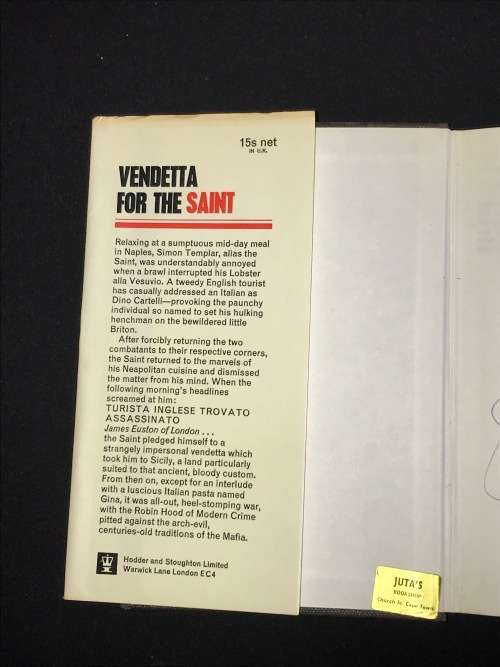 15s net
IN U.K.
VENDETTA
FOR THE SAINT
Relaxing at a sumptuous mid-day meal
in Naples, Simon Templar, alias the
Saint, was understandably annoyed
when a brawl interrupted his Lobster
alla Vesuvio. A tweedy English tourist
has casually addressed an Italian as
Dino Cartelli—provoking the paunchy
individual so named to set his hulking
henchman on the bewildered little
Briton.
After forcibly returning the two
combatants to their respective corners,
the Saint returned to the marvels of
his Neapolitan cuisine and dismissed
the matter from his mind. When the
following morning's headlines
screamed at him:
TURISTA INGLESE TROVATO
ASSASSINATO
James Euston of London . . .
the Saint pledged himself to a
strangely impersonal vendetta which
took him to Sicily, a land particularly
suited to that ancient, bloody custom.
From then on, except for an interlude
with a luscious Italian pasta named
Gina, it was all-out, heel-stomping war,
with the Robin Hood of Modern Crime
pitted against the arch-evil,
centuries-old traditions of the Mafia.
Hodder and Stoughton Limited
Warwick Lane London EC4
JUTA'S
BOOKSHOP
Church St. Cape Town